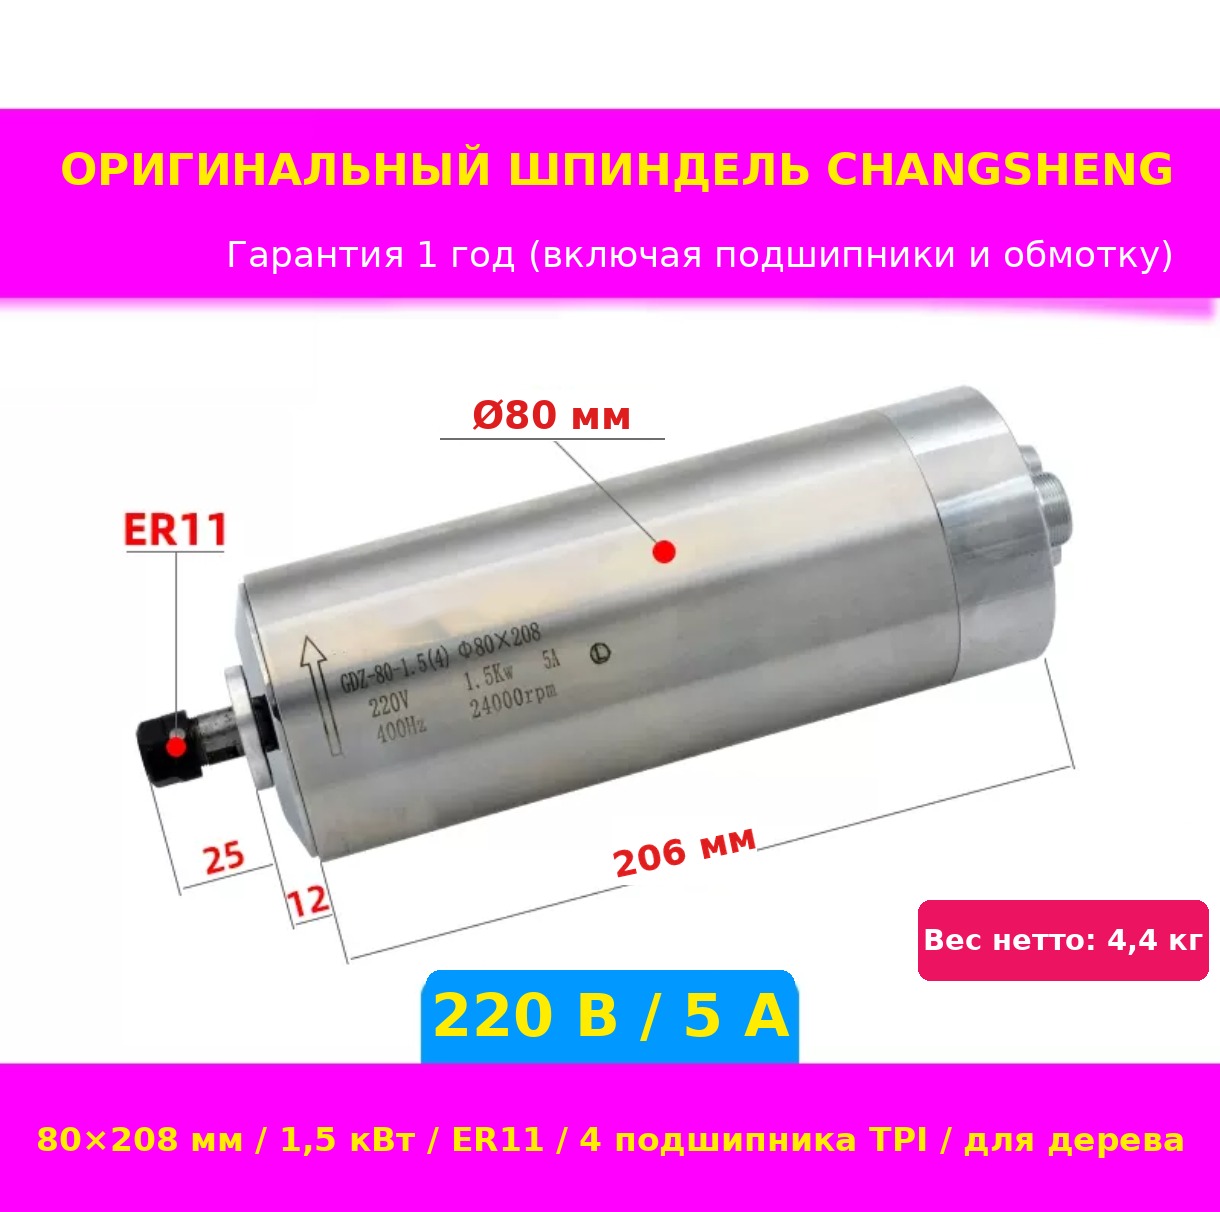 ОРИГИНАЛЬНЫЙ ШПИНДЕЛЬ CHANGSHENG
Гарантия 1 год (включая подшипники и обмотку)
Ø80 мм
ER11
GDZ-80-1.5(4) Φ80×208
220V 1.5Kw 5A
400Hz 24000rpm
25
12
206 мм
Вес нетто: 4,4 кг
220 В / 5 А
80×208 мм / 1,5 кВт / ER11 / 4 подшипника TPI / для дерева